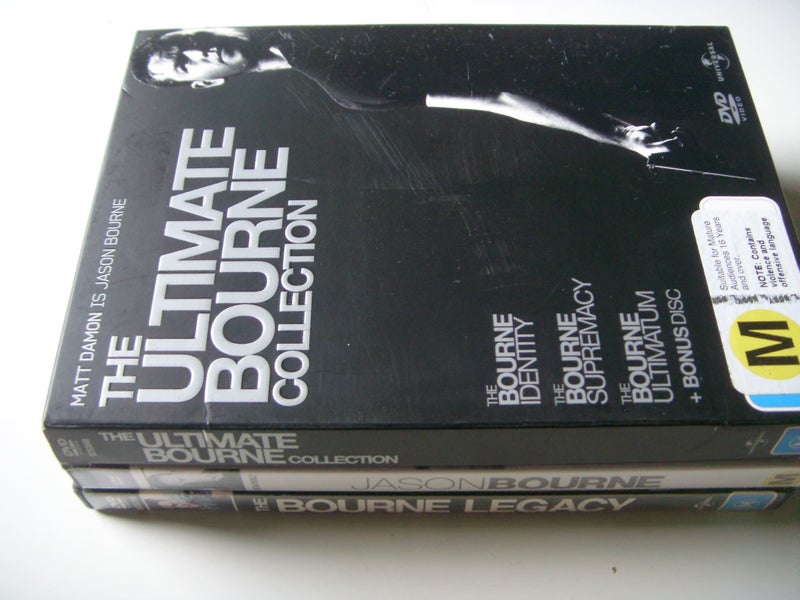 MATT DAMON IS JASON BOURNE
THE
ULTIMATE
BOURNE
COLLECTION
THE
BOURNE
IDENTITY
THE
BOURNE
SUPREMACY
THE
BOURNE
ULTIMATUM
+ BONUS DISC
UNIVERSAL
DVD
VIDEO
Suitable for Mature
Audiences 16 Years
and over.
NOTE: Contains
violence and
offensive language
M
DVD
THE ULTIMATE
BOURNE COLLECTION
JASON BOURNE
M
THE BOURNE LEGACY